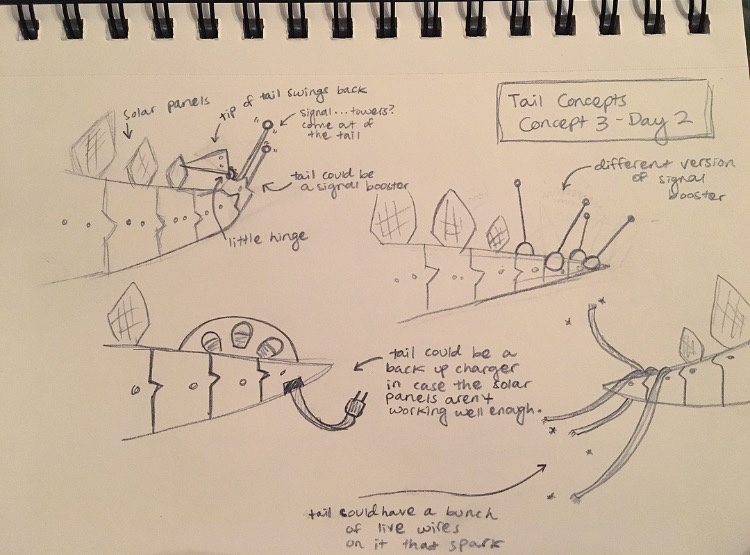 Tail Concepts
Concept 3 - Day 2
solar panels
tip of tail swings back
signal...towers?
come out of
the tail
tail could be
a signal booster
little hinge
different version
of signal
booster
tail could be a
back up charger
in case the solar
panels aren't
working well enough.
tail could have a bunch
of live wires
on it that spark